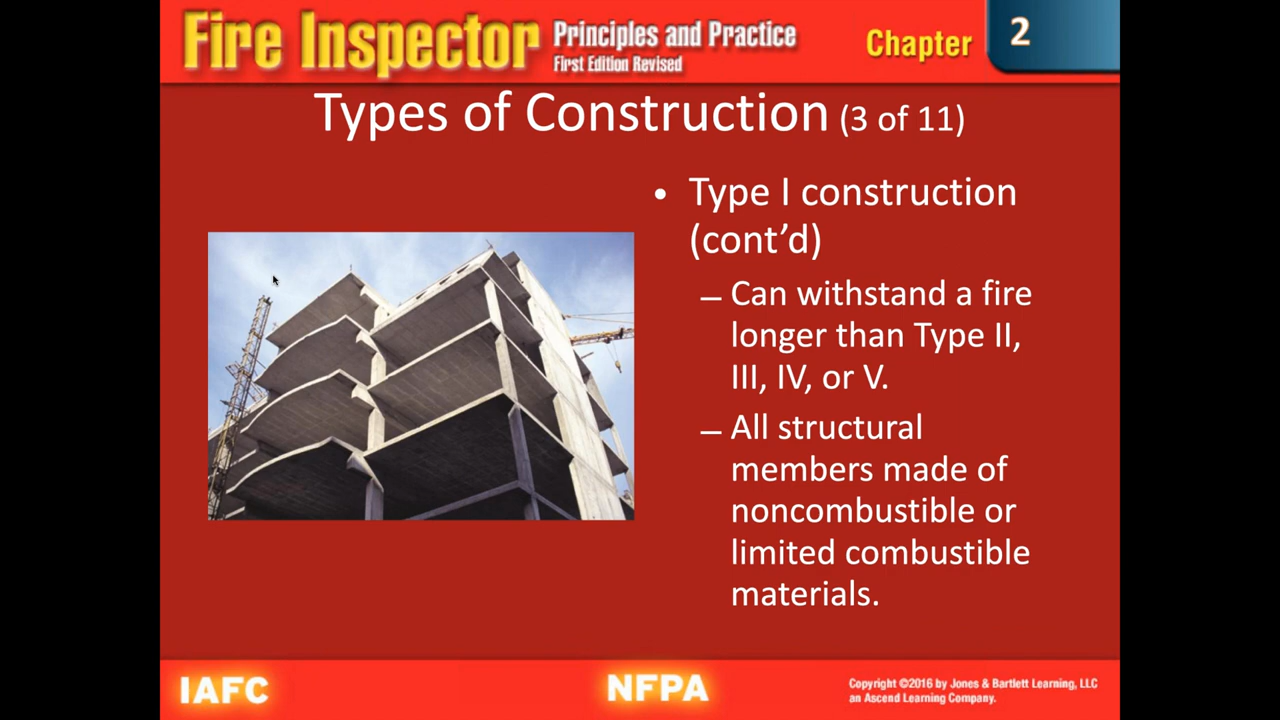 Fire Inspector
Principles and Practice
First Edition Revised
Chapter
2
Types of Construction (3 of 11)
• Type I construction
(cont’d)
– Can withstand a fire
longer than Type II,
III, IV, or V.
– All structural
members made of
noncombustible or
limited combustible
materials.
IAFC
NFPA
Copyright ©2016 by Jones & Bartlett Learning, LLC
an Ascend Learning Company.